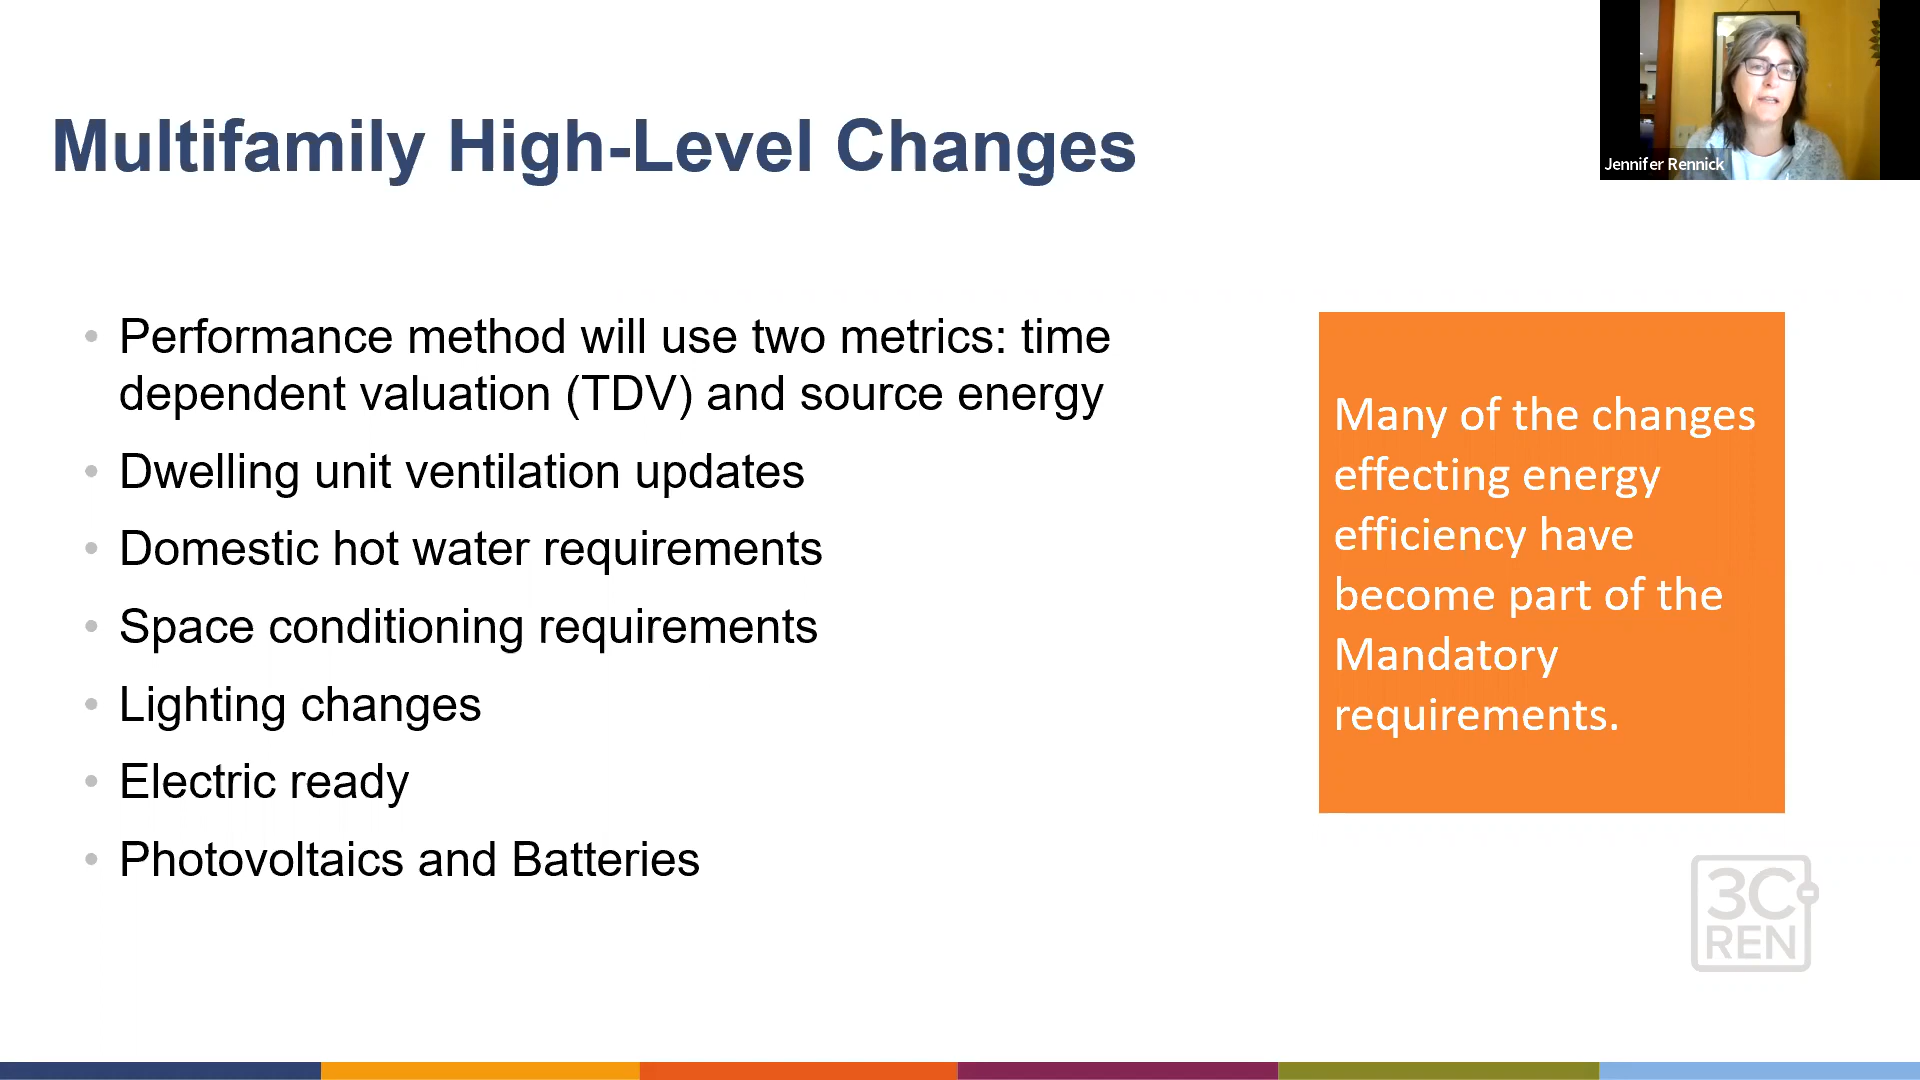 Multifamily High-Level Changes
Jennifer Rennick
• Performance method will use two metrics: time
dependent valuation (TDV) and source energy
• Dwelling unit ventilation updates
• Domestic hot water requirements
• Space conditioning requirements
• Lighting changes
• Electric ready
• Photovoltaics and Batteries
Many of the changes
effecting energy
efficiency have
become part of the
Mandatory
requirements.
3C-
REN